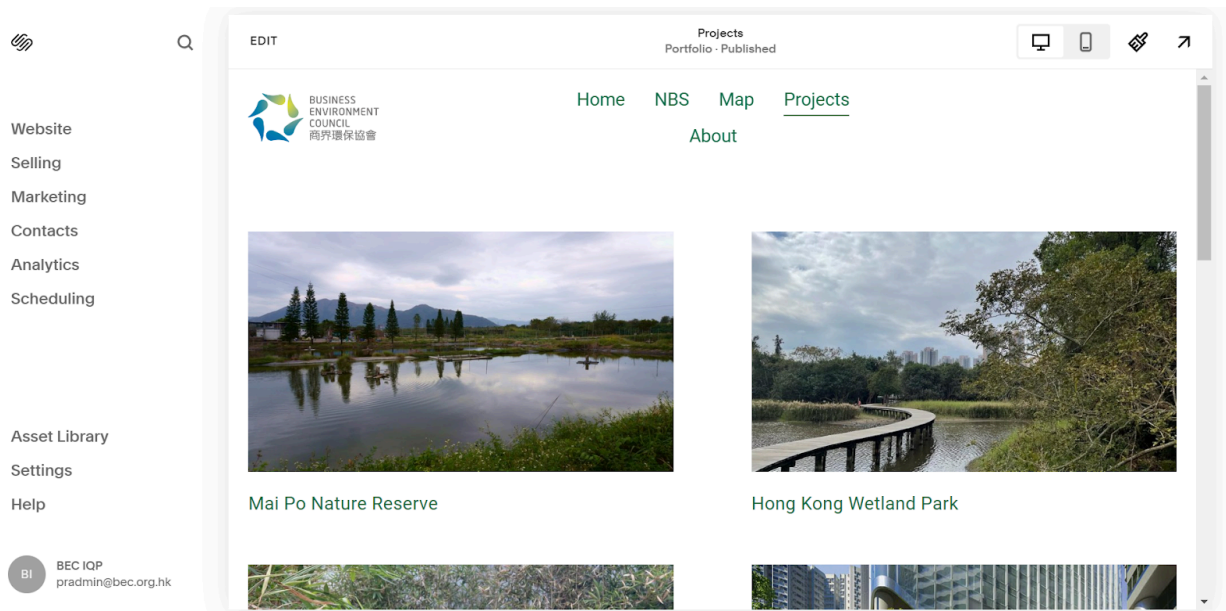 EDIT
Projects
Portfolio · Published
Website
Selling
Marketing
Contacts
Analytics
Scheduling
Asset Library
Settings
Help
BI
BEC IQP
pradmin@bec.org.hk
BUSINESS
ENVIRONMENT
COUNCIL
商界環保協會
Home NBS Map Projects
About
Mai Po Nature Reserve
Hong Kong Wetland Park